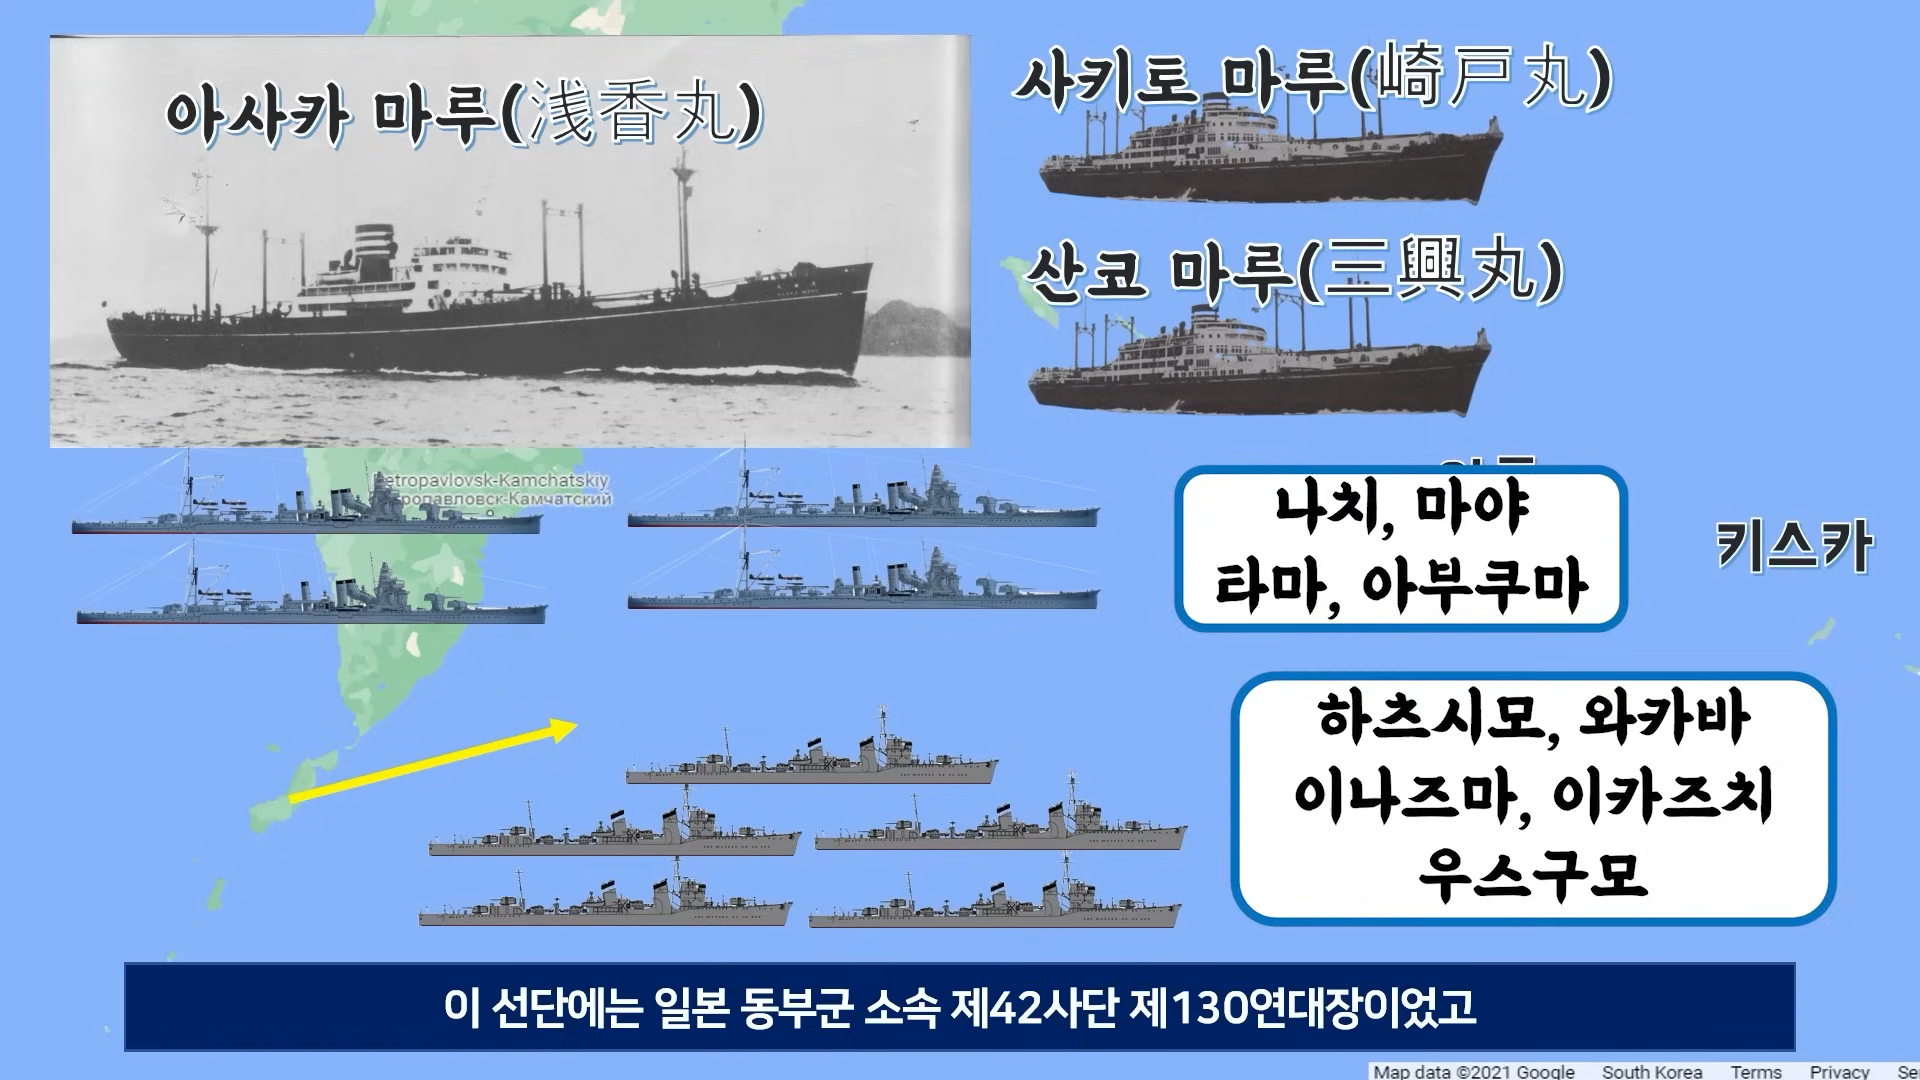 아사카 마루(浅香丸)
사키토 마루(崎戸丸)
산코 마루(三興丸)
Petropavlovsk-Kamchatskiy
Петропавловск-Камчатский
나치, 마야
타마, 아부쿠마
키스카
하츠시모, 와카바
이나즈마, 이카즈치
우스구모
이 선단에는 일본 동부군 소속 제42사단 제130연대장이었고
Map data ©2021 Google South Korea Terms Privacy